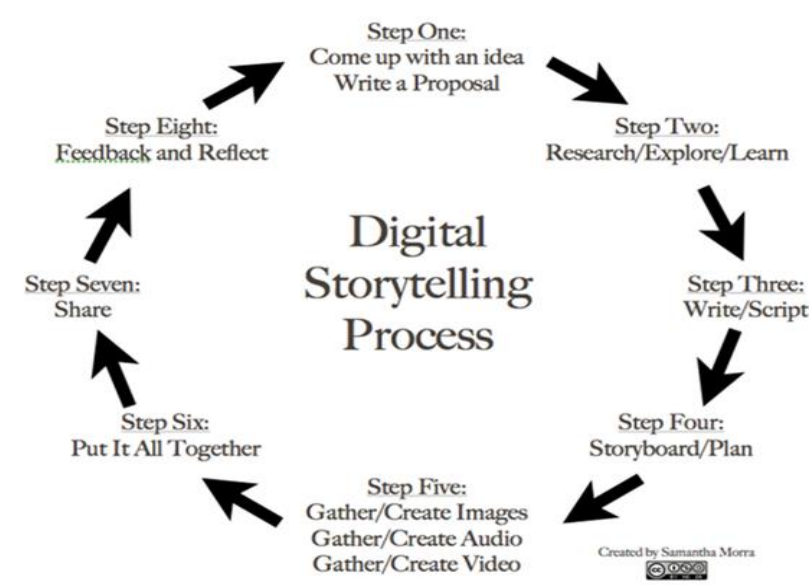 Step One:
Come up with an idea
Write a Proposal
Step Two:
Research/Explore/Learn
Step Three:
Write/Script
Step Four:
Storyboard/Plan
Step Five:
Gather/Create Images
Gather/Create Audio
Gather/Create Video
Step Six:
Put It All Together
Step Seven:
Share
Step Eight:
Feedback and Reflect
Digital
Storytelling
Process
Created by Samantha Morra